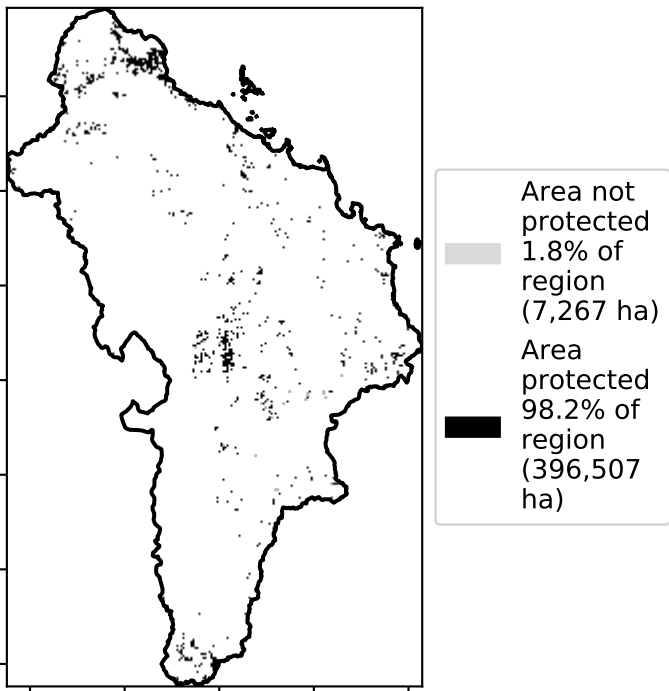 Area not
protected
1.8% of
region
(7,267 ha)
Area
protected
98.2% of
region
(396,507
ha)